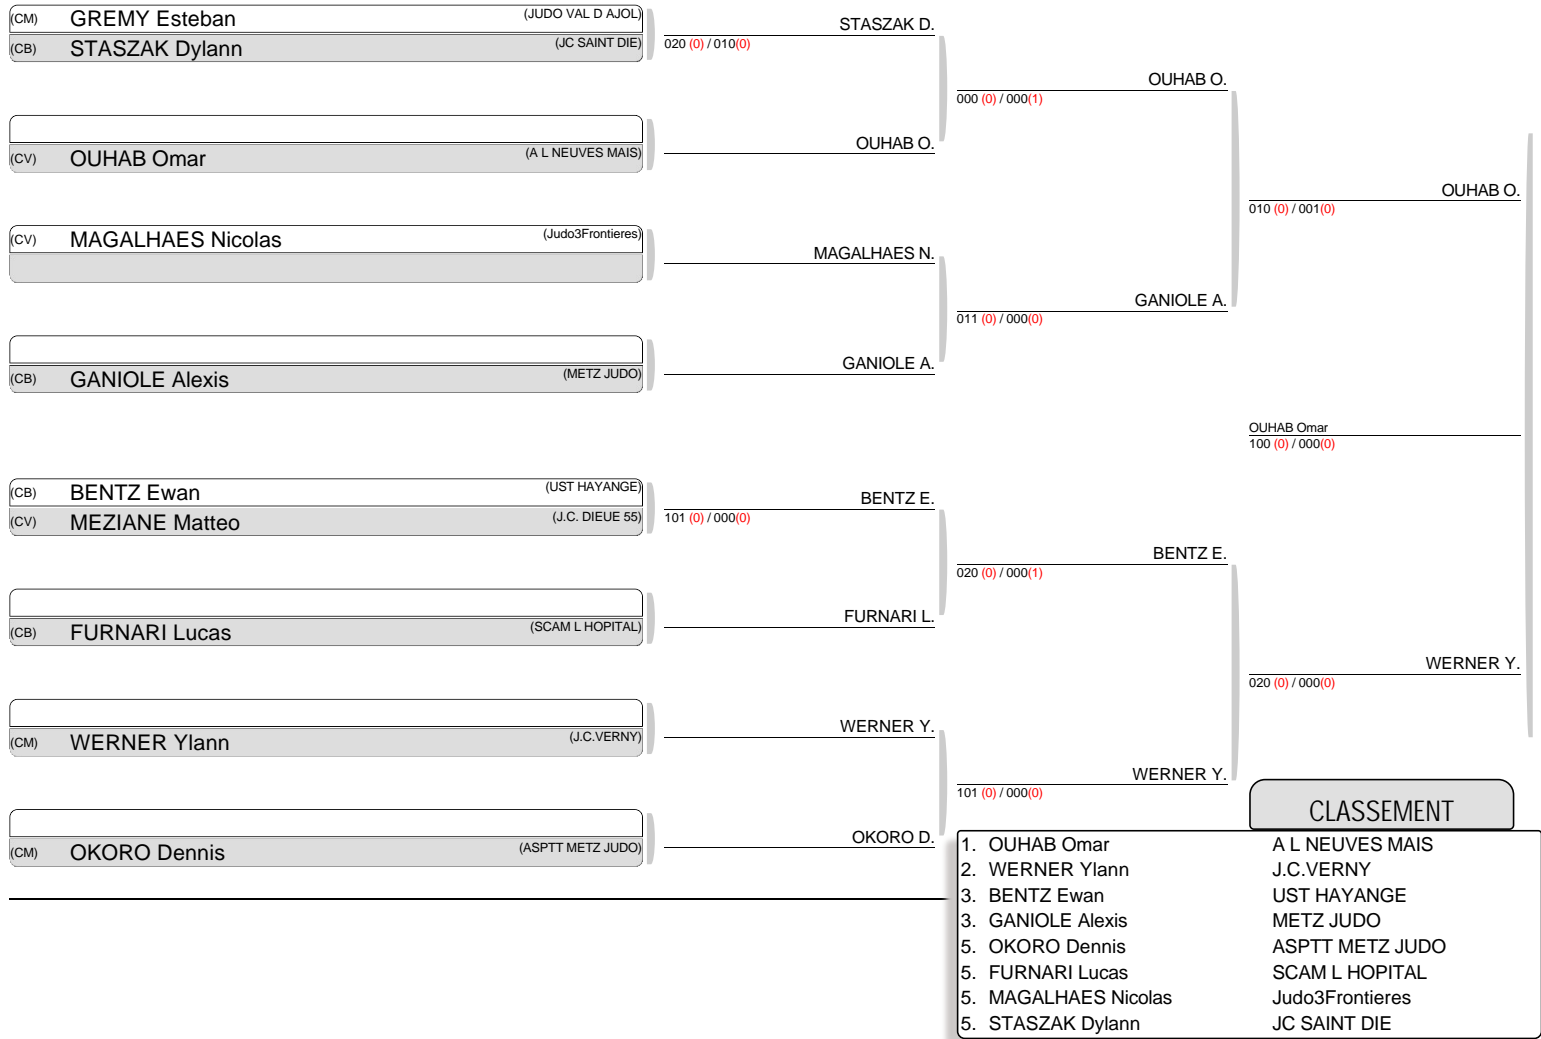 (CM) GREMY Esteban (JUDO VAL D AJOL)
(CB) STASZAK Dylann (JC SAINT DIE)
(CV) OUHAB Omar (A L NEUVES MAIS)
(CV) MAGALHAES Nicolas (Judo3Frontieres)
(CB) GANIOLE Alexis (METZ JUDO)
(CB) BENTZ Ewan (UST HAYANGE)
(CV) MEZIANE Matteo (J.C. DIEUE 55)
(CB) FURNARI Lucas (SCAM L HOPITAL)
(CM) WERNER Ylann (J.C.VERNY)
(CM) OKORO Dennis (ASPTT METZ JUDO)
STASZAK D.
020 (0) / 010(0)
OUHAB O.
MAGALHAES N.
GANIOLE A.
BENTZ E.
101 (0) / 000(0)
FURNARI L.
WERNER Y.
OKORO D.
OUHAB O.
000 (0) / 000(1)
GANIOLE A.
011 (0) / 000(0)
BENTZ E.
020 (0) / 000(1)
WERNER Y.
101 (0) / 000(0)
OUHAB O.
010 (0) / 001(0)
OUHAB Omar
100 (0) / 000(0)
WERNER Y.
020 (0) / 000(0)
CLASSEMENT
1. OUHAB Omar A L NEUVES MAIS
2. WERNER Ylann J.C.VERNY
3. BENTZ Ewan UST HAYANGE
3. GANIOLE Alexis METZ JUDO
5. OKORO Dennis ASPTT METZ JUDO
5. FURNARI Lucas SCAM L HOPITAL
5. MAGALHAES Nicolas Judo3Frontieres
5. STASZAK Dylann JC SAINT DIE